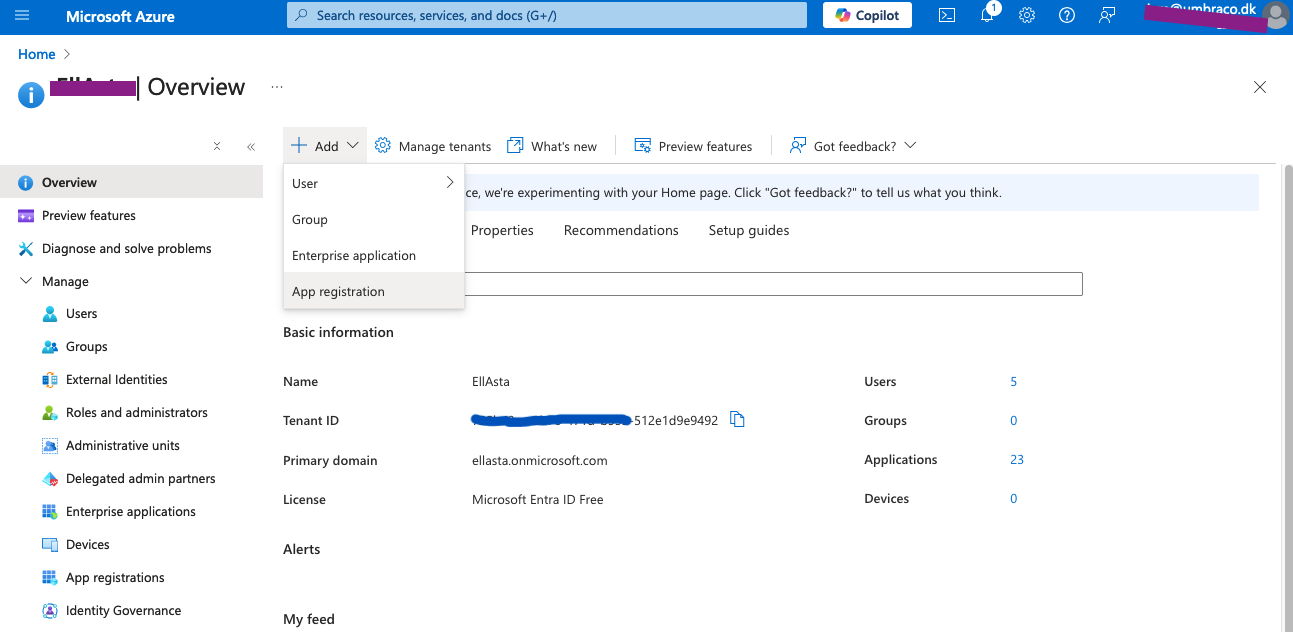 Microsoft Azure
Search resources, services, and docs (G+/)
Copilot
1
@umbraco.dk
Home
| Overview
...
Add
Manage tenants
What's new
Preview features
Got feedback?
Overview
Preview features
Diagnose and solve problems
Manage
Users
Groups
External Identities
Roles and administrators
Administrative units
Delegated admin partners
Enterprise applications
Devices
App registrations
Identity Governance
User
Group
Enterprise application
App registration
ce, we're experimenting with your Home page. Click "Got feedback?" to tell us what you think.
Properties
Recommendations
Setup guides
Basic information
Name
EllAsta
Users
5
Tenant ID
-512e1d9e9492
Groups
0
Primary domain
ellasta.onmicrosoft.com
Applications
23
License
Microsoft Entra ID Free
Devices
0
Alerts
My feed